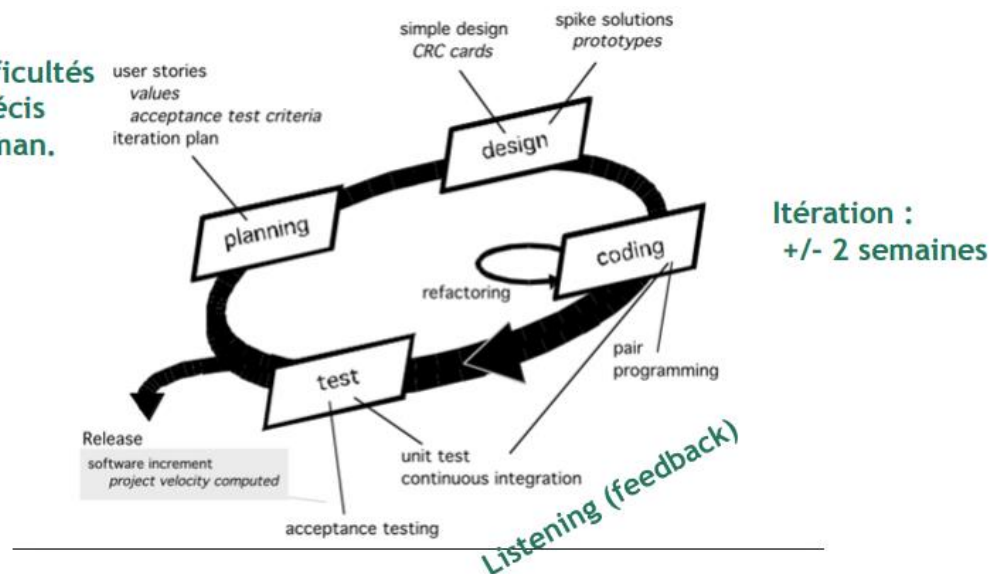 simple design
CRC cards
spike solutions
prototypes
user stories
values
acceptance test criteria
iteration plan
design
planning
coding
refactoring
Itération :
+/- 2 semaines
pair
programming
test
Release
software increment
project velocity computed
unit test
continuous integration
acceptance testing
Listening (feedback)